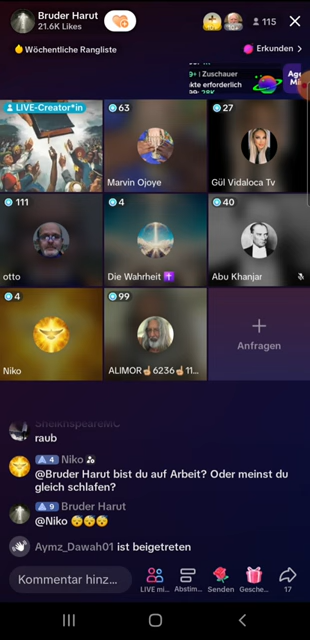 Bruder Harut
21.6K Likes
115
Wöchentliche Rangliste
Erkunden >
9+ | Zuschauer
kte erforderlich
LIVE-Creator*in
63
27
Marvin Ojoye
Gül Vidaloca Tv
111
4
40
otto
Die Wahrheit
Abu Khanjar
4
99
Niko
ALIMOR☝6236☝11...
+
Anfragen
raub
4 Niko
@Bruder Harut bist du auf Arbeit? Oder meinst du
gleich schlafen?
9 Bruder Harut
@Niko 😴😴😴
Aymz_Dawah01 ist beigetreten
Kommentar hinz...
LIVE mi...
Abstim...
Senden
Gesche...
17